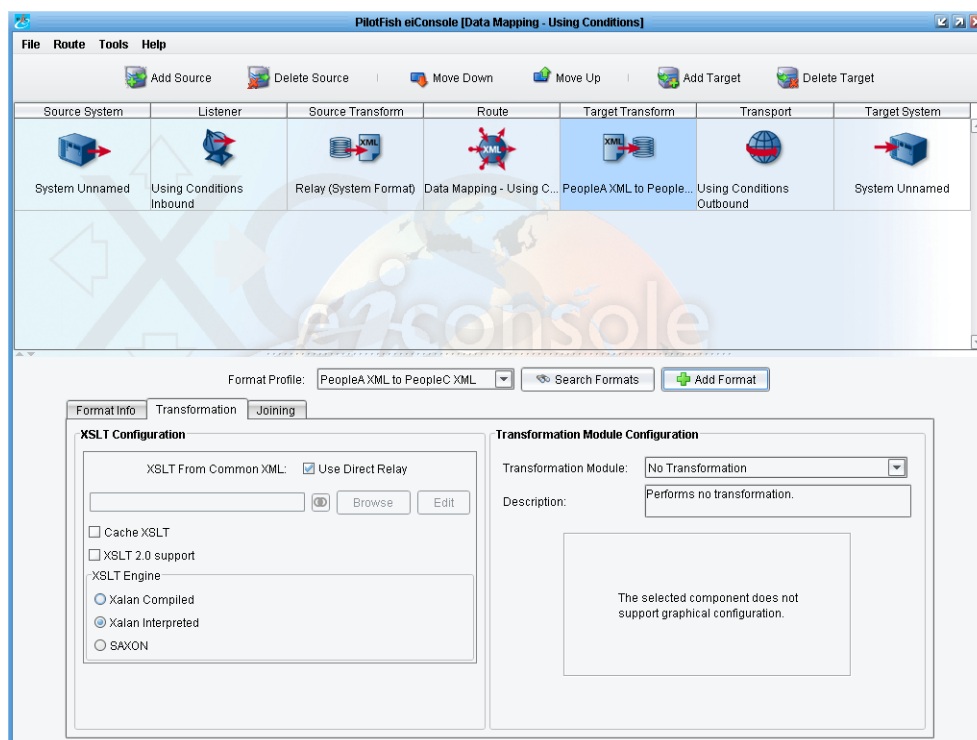 PilotFish eiConsole [Data Mapping - Using Conditions]
File Route Tools Help
Add Source Delete Source Move Down Move Up Add Target Delete Target
Source System Listener Source Transform Route Target Transform Transport Target System
XML XML XML
System Unnamed Using Conditions Inbound Relay (System Format) Data Mapping - Using C... PeopleA XML to People... Using Conditions Outbound System Unnamed
XCS
eiconsole
Format Profile: PeopleA XML to PeopleC XML Search Formats Add Format
Format Info Transformation Joining
XSLT Configuration
XSLT From Common XML: Use Direct Relay
Browse Edit
Cache XSLT
XSLT 2.0 support
XSLT Engine
Xalan Compiled
Xalan Interpreted
SAXON
Transformation Module Configuration
Transformation Module: No Transformation
Description: Performs no transformation.
The selected component does not
support graphical configuration.